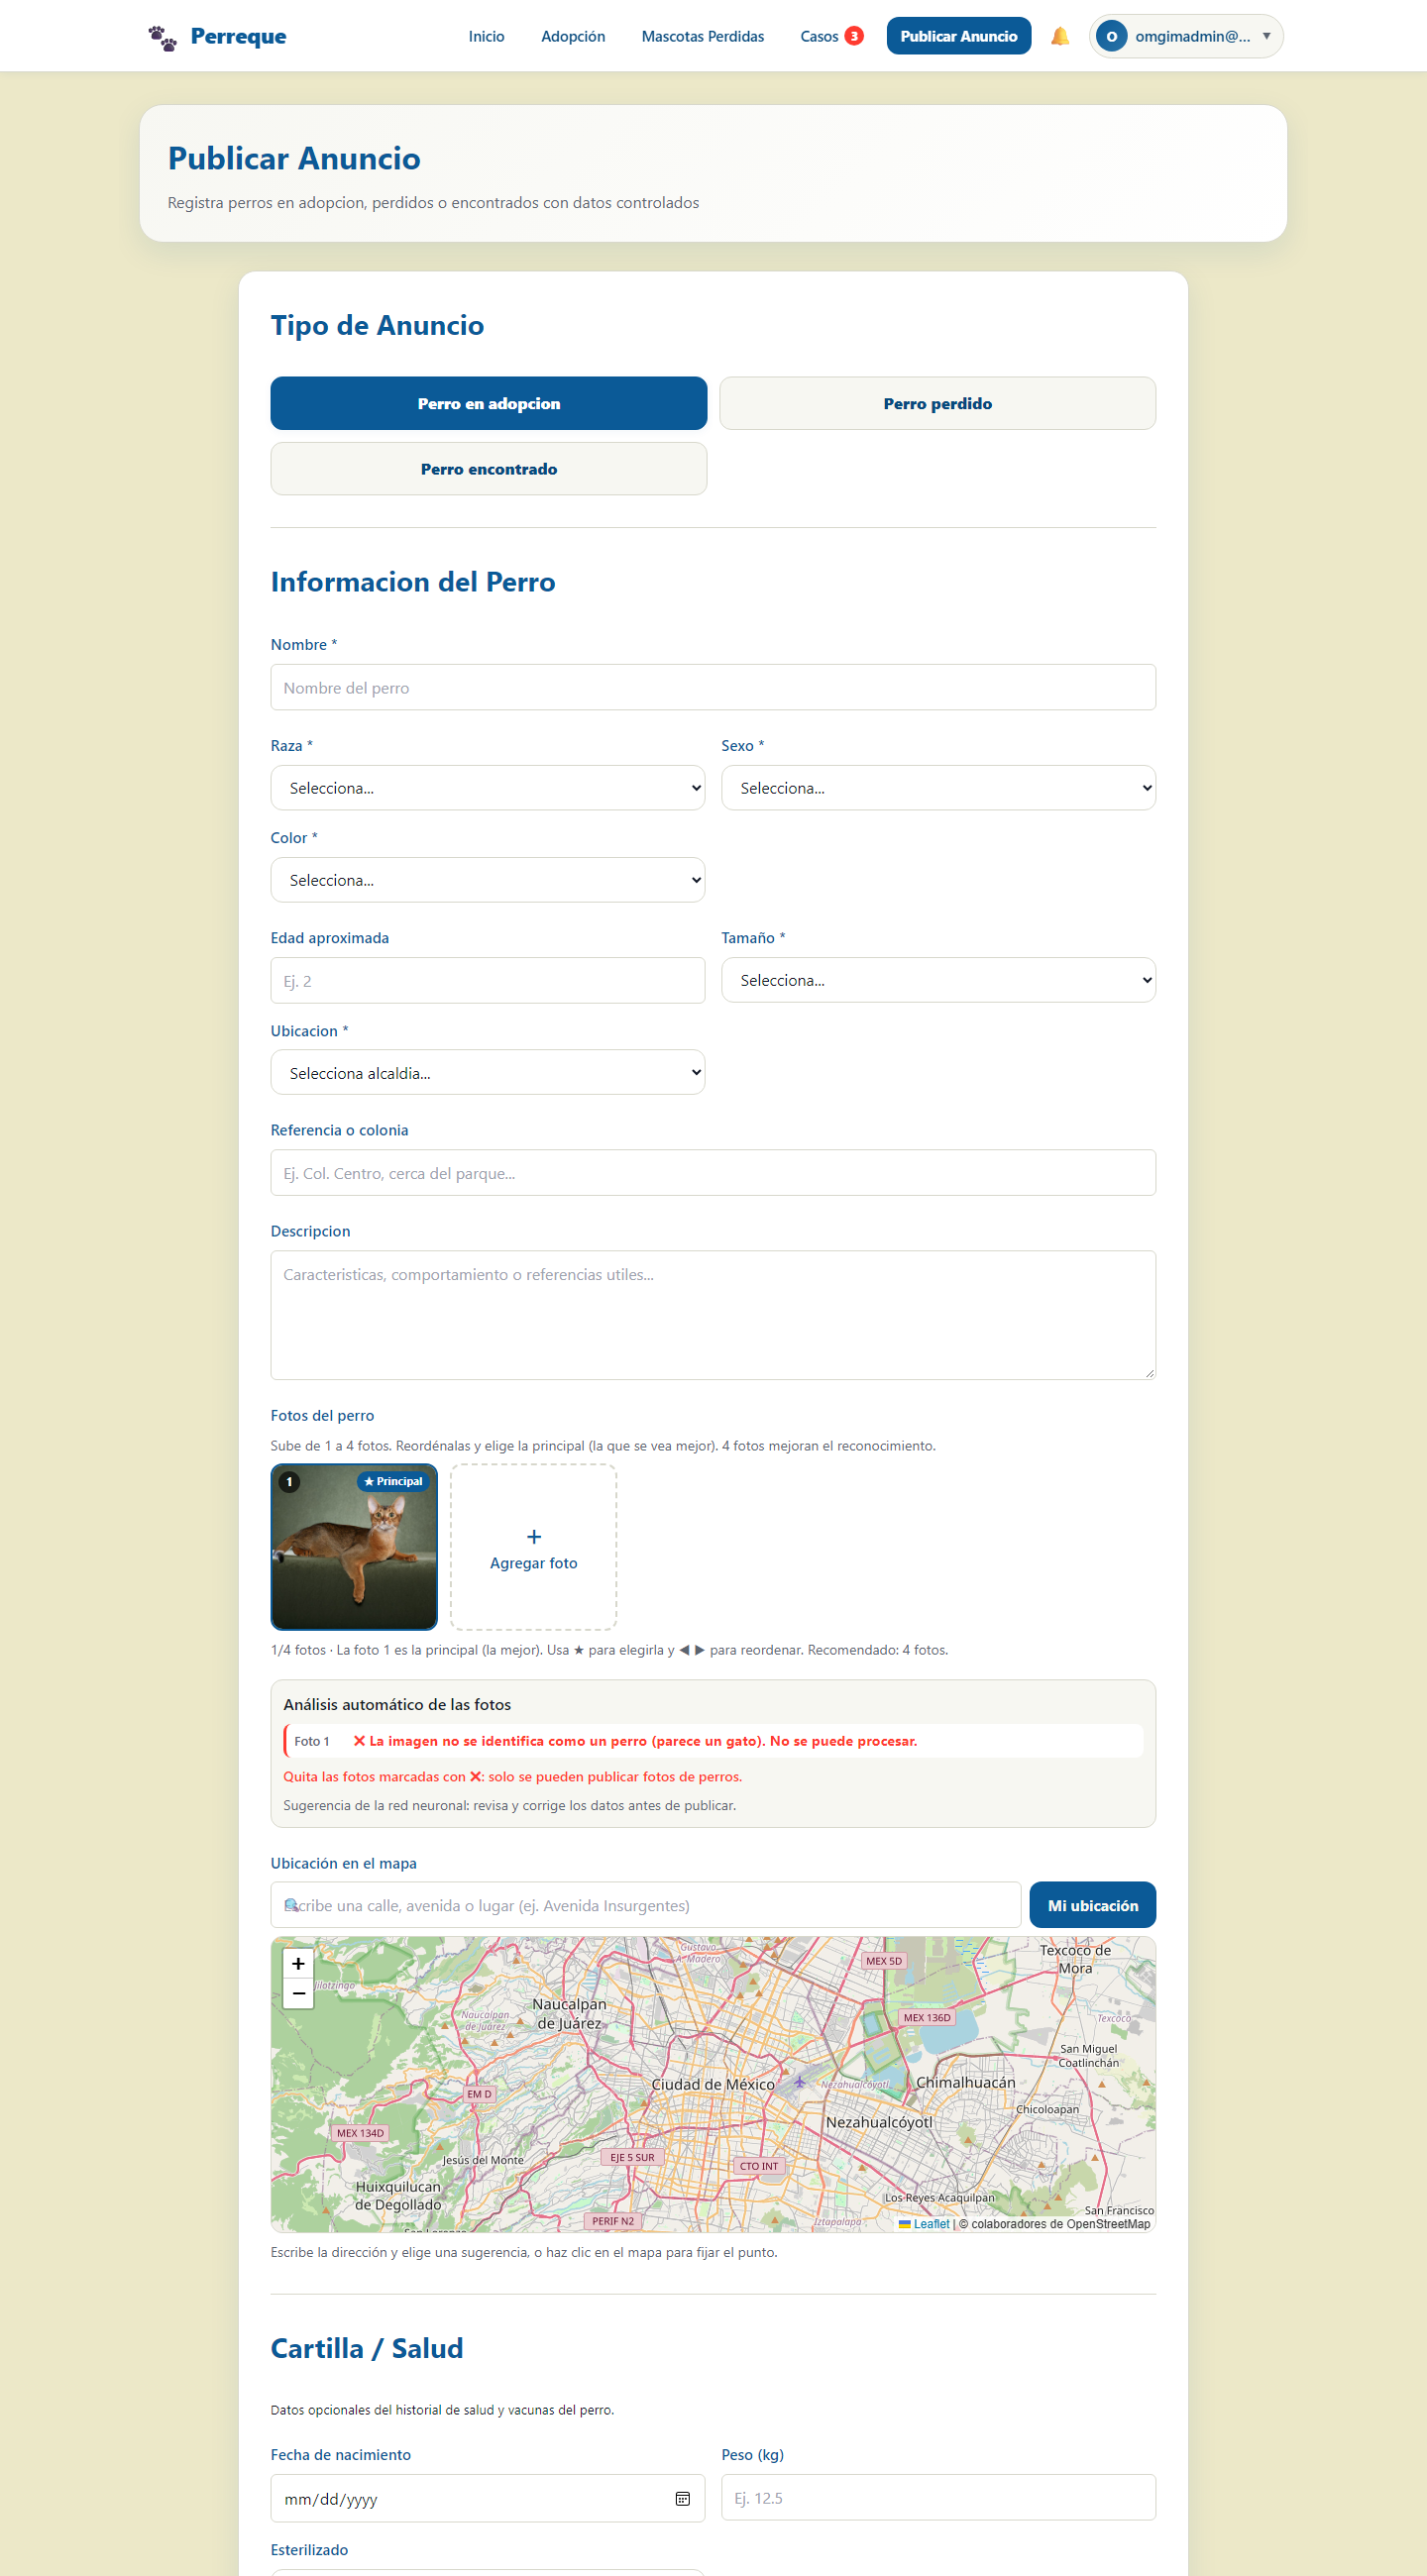 Perreque
Inicio
Adopción
Mascotas Perdidas
Casos 3
Publicar Anuncio
O omgimadmin@... ▼
Publicar Anuncio
Registra perros en adopcion, perdidos o encontrados con datos controlados
Tipo de Anuncio
Perro en adopcion
Perro perdido
Perro encontrado
Informacion del Perro
Nombre *
Nombre del perro
Raza *
Sexo *
Selecciona...
Selecciona...
Color *
Selecciona...
Edad aproximada
Tamaño *
Ej. 2
Selecciona...
Ubicacion *
Selecciona alcaldia...
Referencia o colonia
Ej. Col. Centro, cerca del parque...
Descripcion
Caracteristicas, comportamiento o referencias utiles...
Fotos del perro
Sube de 1 a 4 fotos. Reordénalas y elige la principal (la que se vea mejor). 4 fotos mejoran el reconocimiento.
1 ★ Principal
+
Agregar foto
1/4 fotos · La foto 1 es la principal (la mejor). Usa ★ para elegirla y ◀ ▶ para reordenar. Recomendado: 4 fotos.
Análisis automático de las fotos
Foto 1 ❌ La imagen no se identifica como un perro (parece un gato). No se puede procesar.
Quita las fotos marcadas con ❌: solo se pueden publicar fotos de perros.
Sugerencia de la red neuronal: revisa y corrige los datos antes de publicar.
Ubicación en el mapa
Escribe una calle, avenida o lugar (ej. Avenida Insurgentes)
Mi ubicación
+
−
Gustavo
A. Madero
MEX 5D
Texcoco de
Mora
Naucalpan
de Juárez
Naucalpan
de Juárez
MEX 136D
Texcoco
San Miguel
Coatlinchán
Ciudad de México
Nezahualcóyotl
Chimalhuacán
EM D
Chicoloapan
Nezahualcóyotl
MEX 134D
Jesús del Monte
EJE 5 SUR
CTO INT
Huixquilucan
de Degollado
Los Reyes Acaquilpan
San Francisco
PERIF N2
Iztapalapa
Leaflet | © colaboradores de OpenStreetMap
Escribe la dirección y elige una sugerencia, o haz clic en el mapa para fijar el punto.
Cartilla / Salud
Datos opcionales del historial de salud y vacunas del perro.
Fecha de nacimiento
Peso (kg)
mm/dd/yyyy
Ej. 12.5
Esterilizado